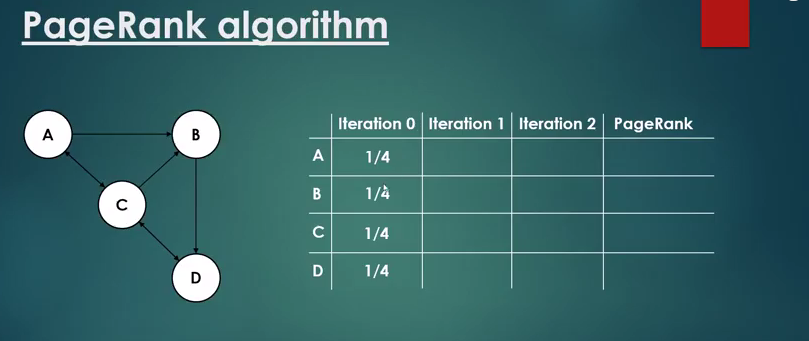 PageRank algorithm
A
B
C
D
Iteration 0 Iteration 1 Iteration 2 PageRank
A 1/4
B 1/4
C 1/4
D 1/4